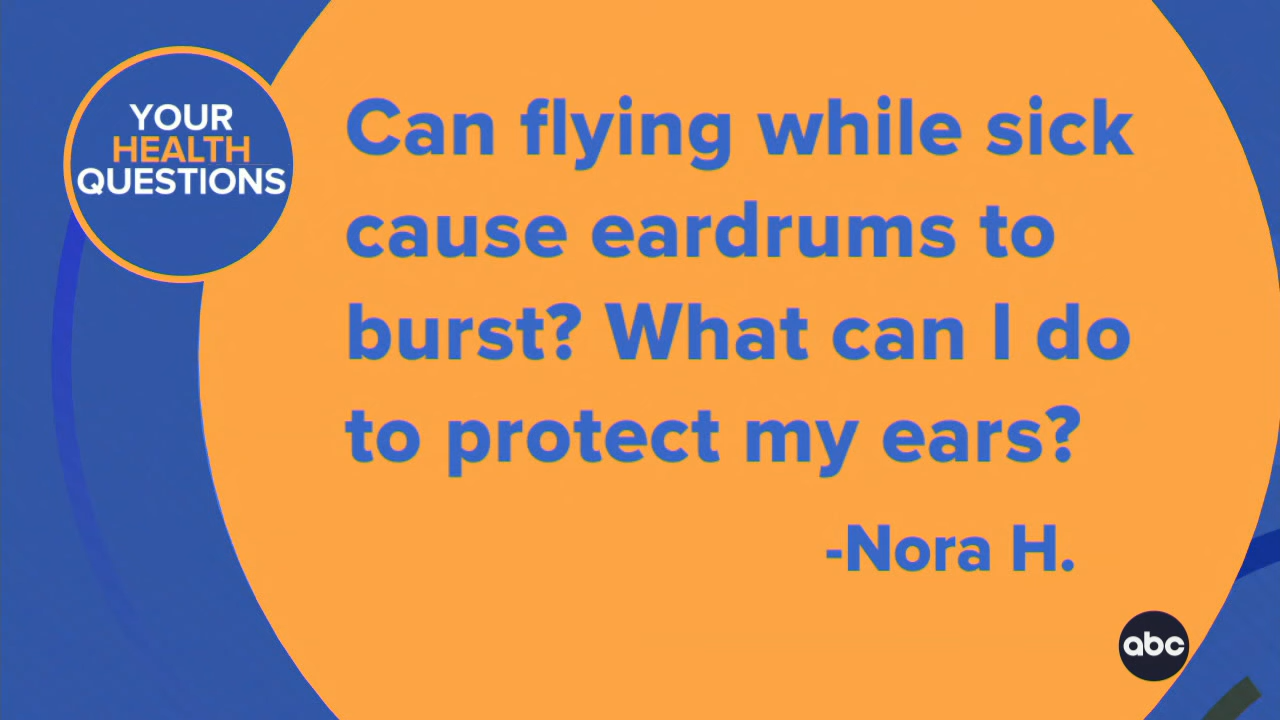 YOUR
HEALTH
QUESTIONS
Can flying while sick
cause eardrums to
burst? What can I do
to protect my ears?
-Nora H.
abc